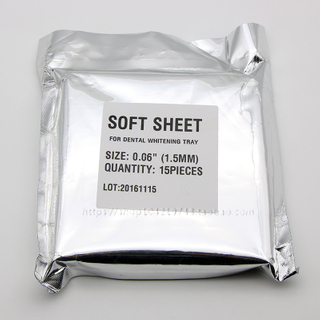 SOFT SHEET
FOR DENTAL WHITENING TRAY
SIZE: 0.06" (1.5MM)
QUANTITY: 15PIECES
LOT:20161115